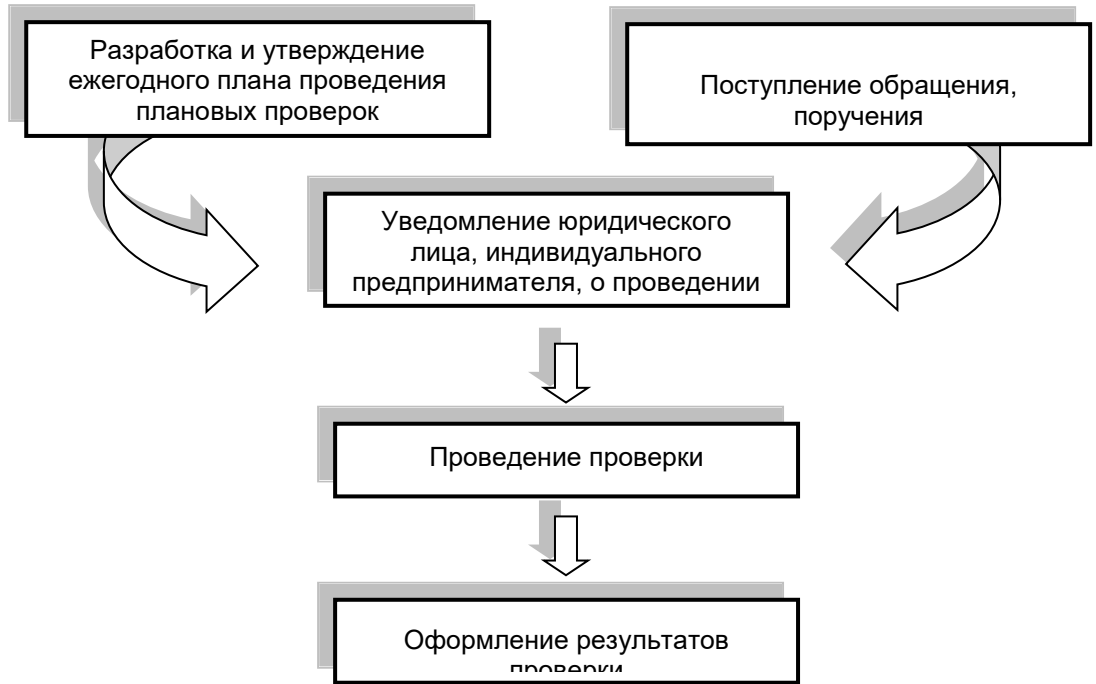 Разработка и утверждение
ежегодного плана проведения
плановых проверок
Поступление обращения,
поручения
Уведомление юридического
лица, индивидуального
предпринимателя, о проведении
Проведение проверки
Оформление результатов
проверки